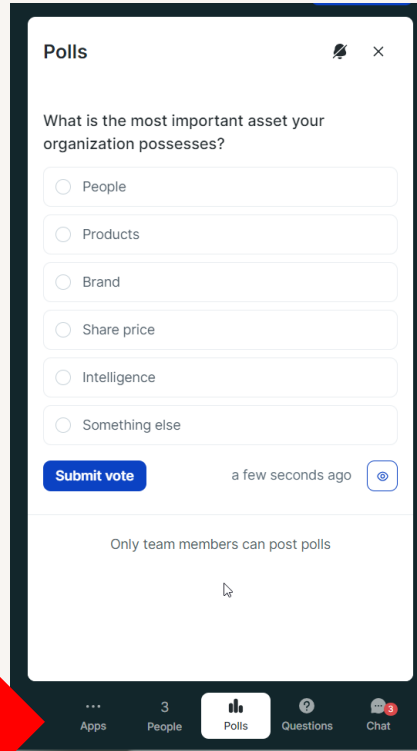 Polls
What is the most important asset your
organization possesses?
People
Products
Brand
Share price
Intelligence
Something else
Submit vote
a few seconds ago
Only team members can post polls
3
3
Apps
People
Polls
Questions
Chat